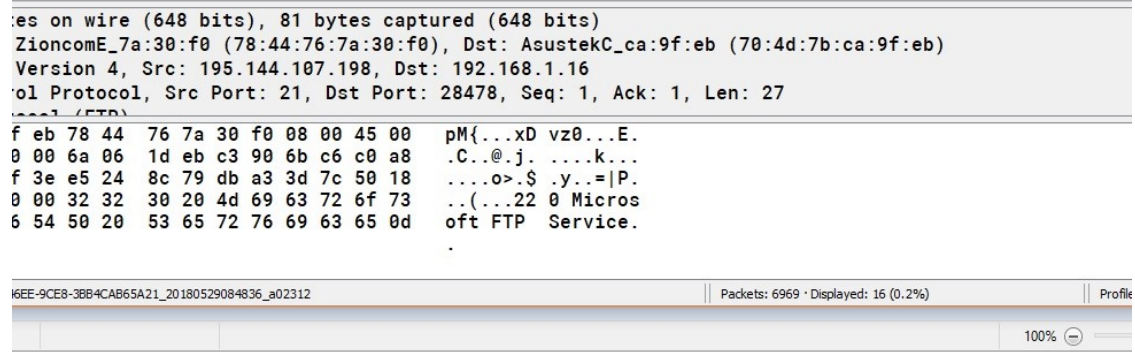 es on wire (648 bits), 81 bytes captured (648 bits)
ZioncomE_7a:30:f0 (78:44:76:7a:30:f0), Dst: AsustekC_ca:9f:eb (70:4d:7b:ca:9f:eb)
Version 4, Src: 195.144.107.198, Dst: 192.168.1.16
ol Protocol, Src Port: 21, Dst Port: 28478, Seq: 1, Ack: 1, Len: 27
f eb 78 44 76 7a 30 f0 08 00 45 00 pM{...xD vz0...E.
0 00 6a 06 1d eb c3 90 6b c6 c0 a8 .C..@.j. ....k...
f 3e e5 24 8c 79 db a3 3d 7c 50 18 ....o>.$ .y..=|P.
0 00 32 32 30 20 4d 69 63 72 6f 73 ..(...22 0 Micros
6 54 50 20 53 65 72 76 69 63 65 0d oft FTP Service.
.
6EE-9CE8-3BB4CAB65A21_20180529084836_a02312 Packets: 6969 · Displayed: 16 (0.2%) Profile
100%